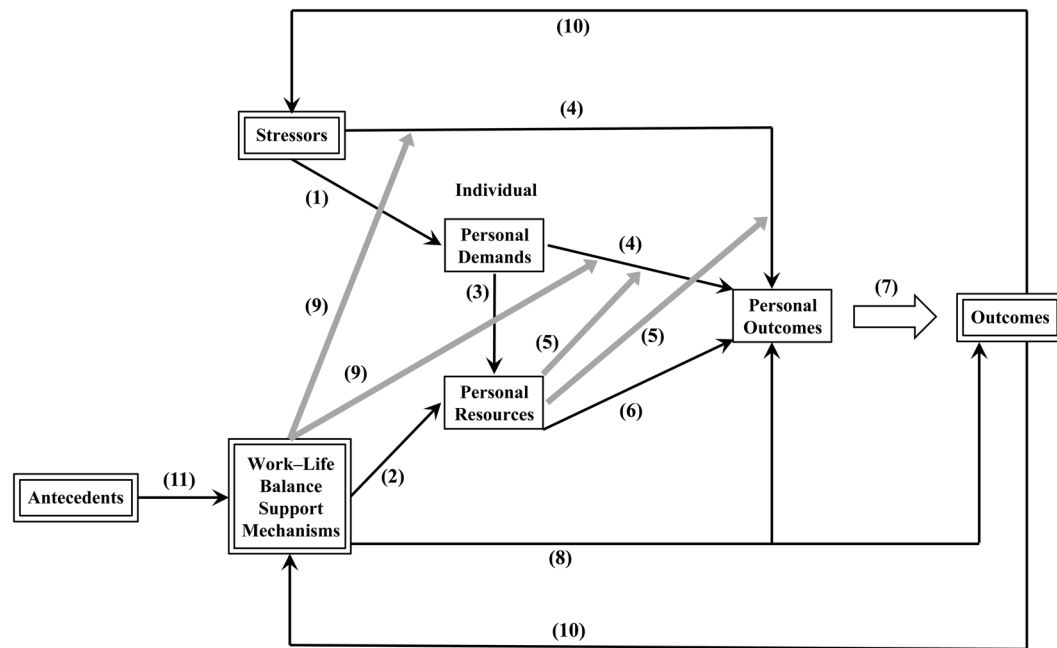 (10)
(4)
Stressors
(1)
Individual
Personal
Demands
(4)
(9)
(3)
(7)
Personal
Outcomes
Outcomes
(5)
(5)
(9)
Personal
Resources
(6)
Work–Life
Balance
Support
Mechanisms
(2)
(11)
Antecedents
(8)
(10)